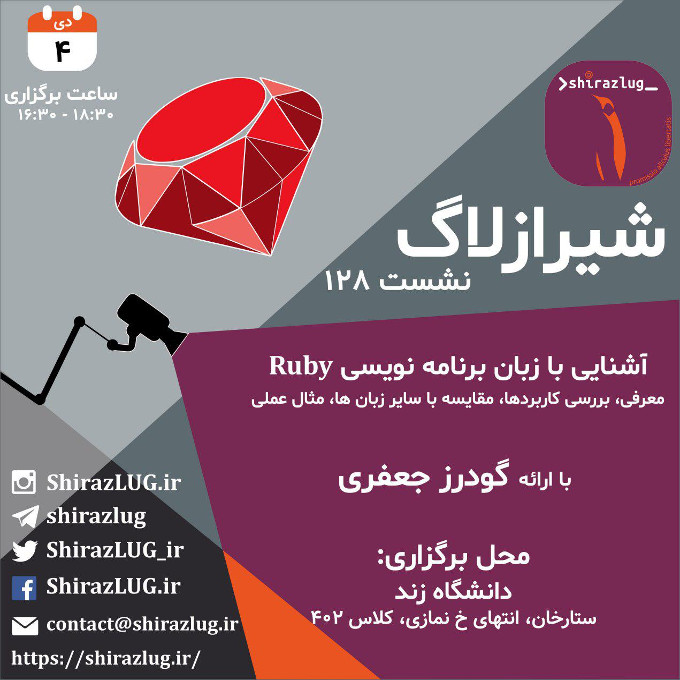 دی
۴
ساعت برگزاری
۱۶:۳۰ - ۱۸:۳۰
>shirazlug_
شیرازلاگ
نشست ۱۲۸
آشنایی با زبان برنامه نویسی Ruby
معرفی، بررسی کاربردها، مقایسه با سایر زبان ها، مثال عملی
با ارائه گودرز جعفری
محل برگزاری:
دانشگاه زند
ستارخان، انتهای خ نمازی، کلاس ۴۰۲
ShirazLUG.ir
shirazlug
ShirazLUG_ir
ShirazLUG.ir
contact@shirazlug.ir
https://shirazlug.ir/